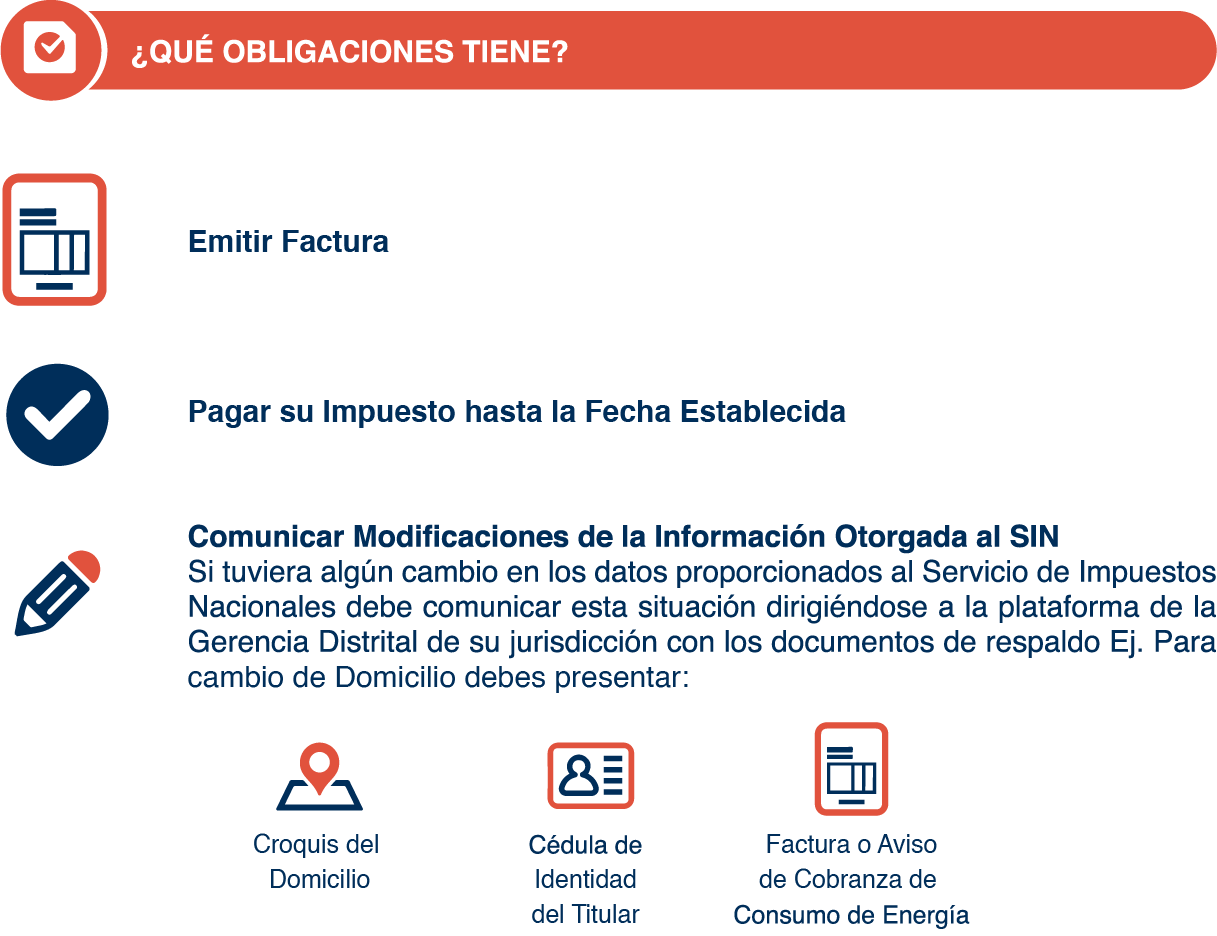 ¿QUÉ OBLIGACIONES TIENE?
Emitir Factura
Pagar su Impuesto hasta la Fecha Establecida
Comunicar Modificaciones de la Información Otorgada al SIN
Si tuviera algún cambio en los datos proporcionados al Servicio de Impuestos
Nacionales debe comunicar esta situación dirigiéndose a la plataforma de la
Gerencia Distrital de su jurisdicción con los documentos de respaldo Ej. Para
cambio de Domicilio debes presentar:
Croquis del
Domicilio
Cédula de
Identidad
del Titular
Factura o Aviso
de Cobranza de
Consumo de Energía